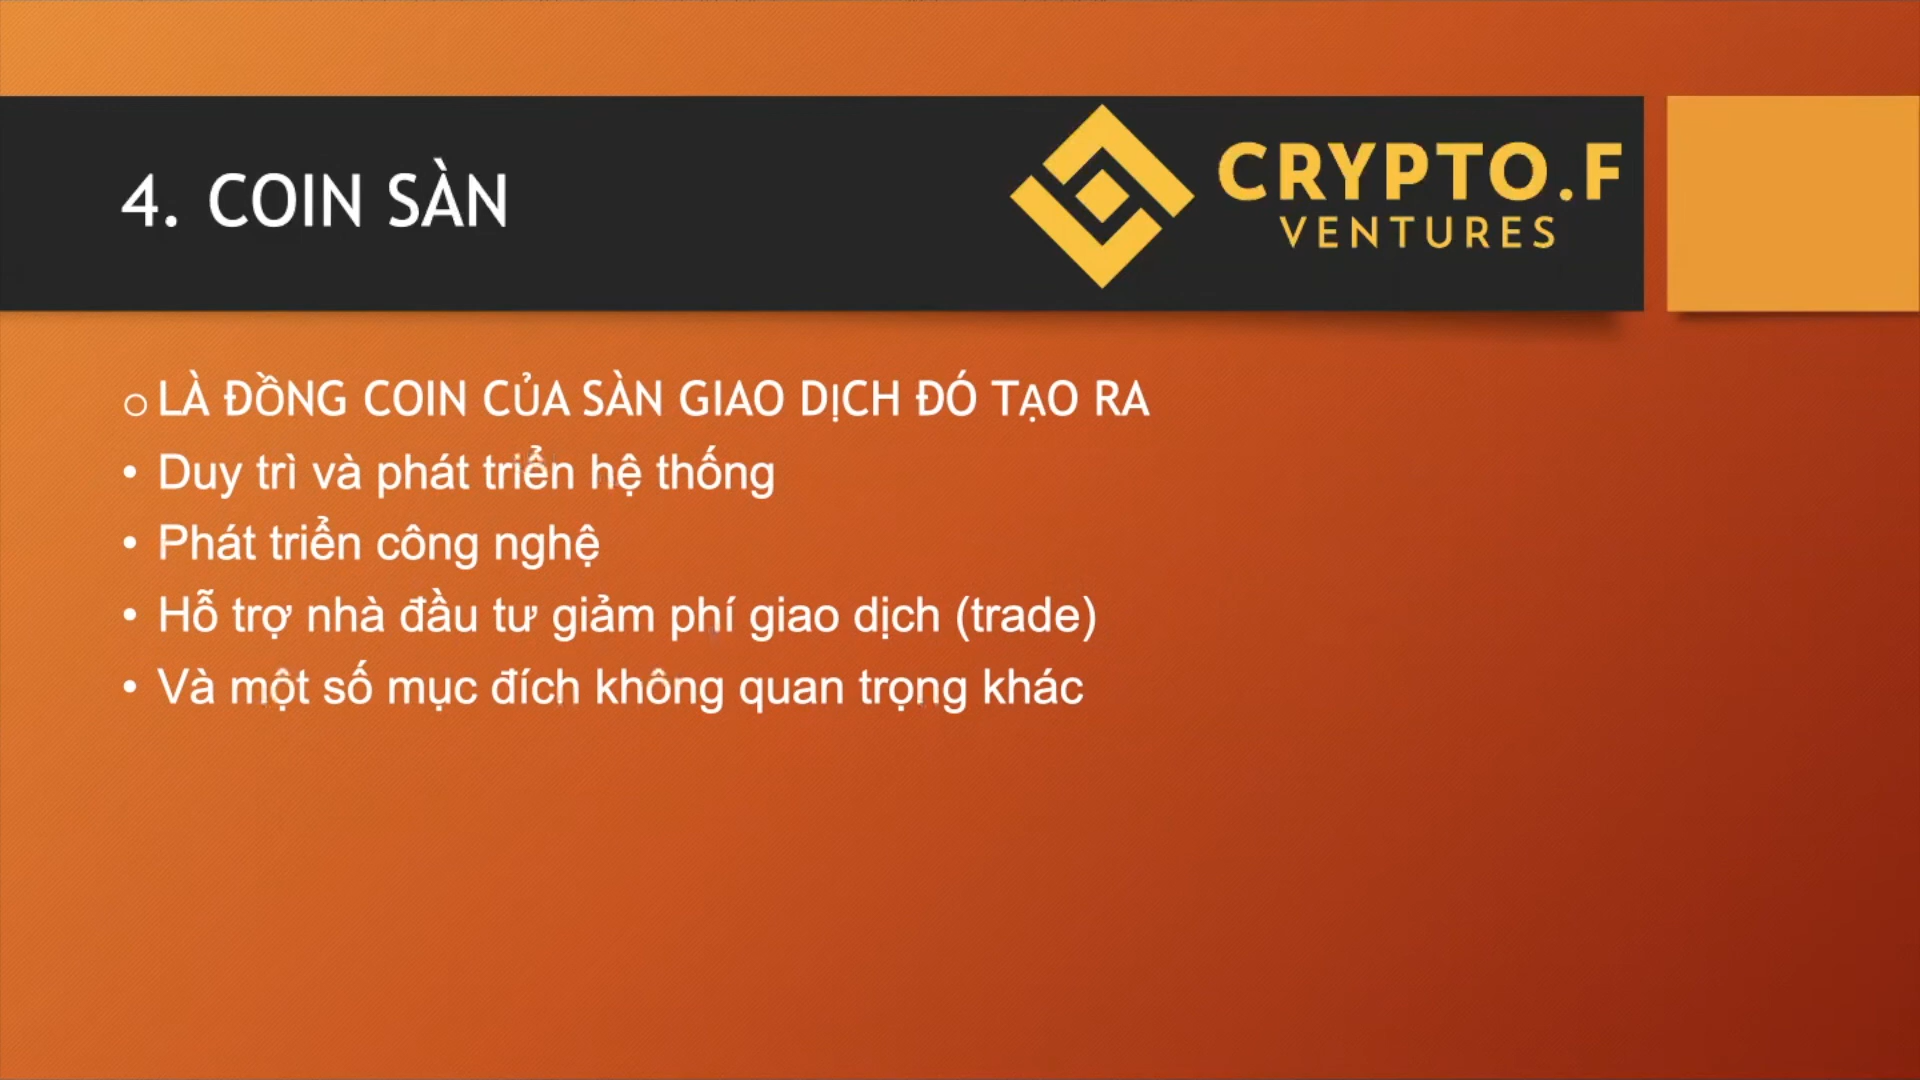 4. COIN SÀN
CRYPTO.F
VENTURES
○ LÀ ĐỒNG COIN CỦA SÀN GIAO DỊCH ĐÓ TẠO RA
• Duy trì và phát triển hệ thống
• Phát triển công nghệ
• Hỗ trợ nhà đầu tư giảm phí giao dịch (trade)
• Và một số mục đích không quan trọng khác